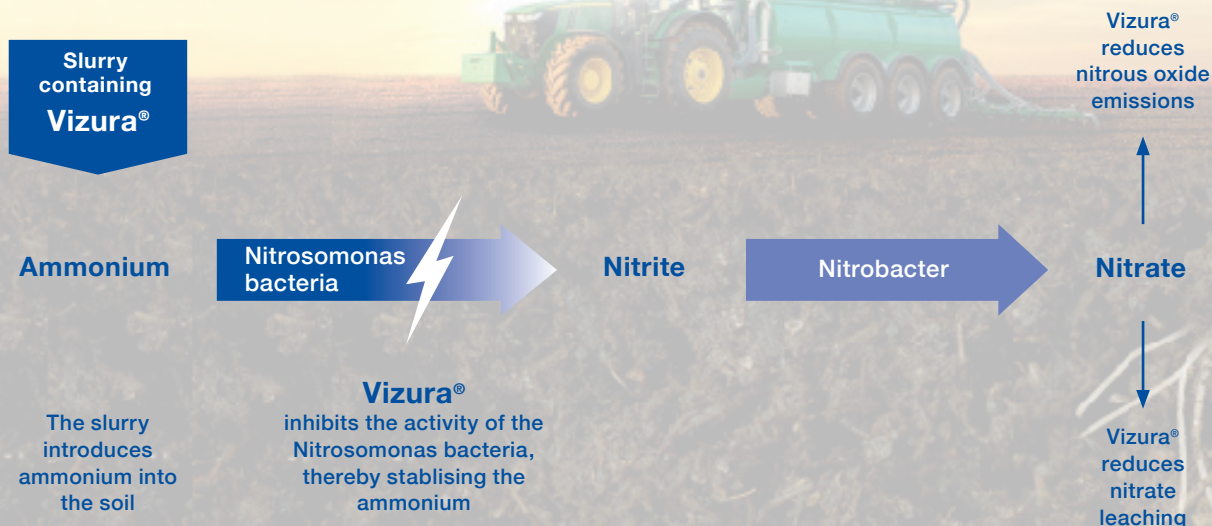 Slurry
containing
Vizura®
Vizura®
reduces
nitrous oxide
emissions
Ammonium
Nitrosomonas
bacteria
Nitrite
Nitrobacter
Nitrate
The slurry
introduces
ammonium into
the soil
Vizura®
inhibits the activity of the
Nitrosomonas bacteria,
thereby stablising the
ammonium
Vizura®
reduces
nitrate
leaching